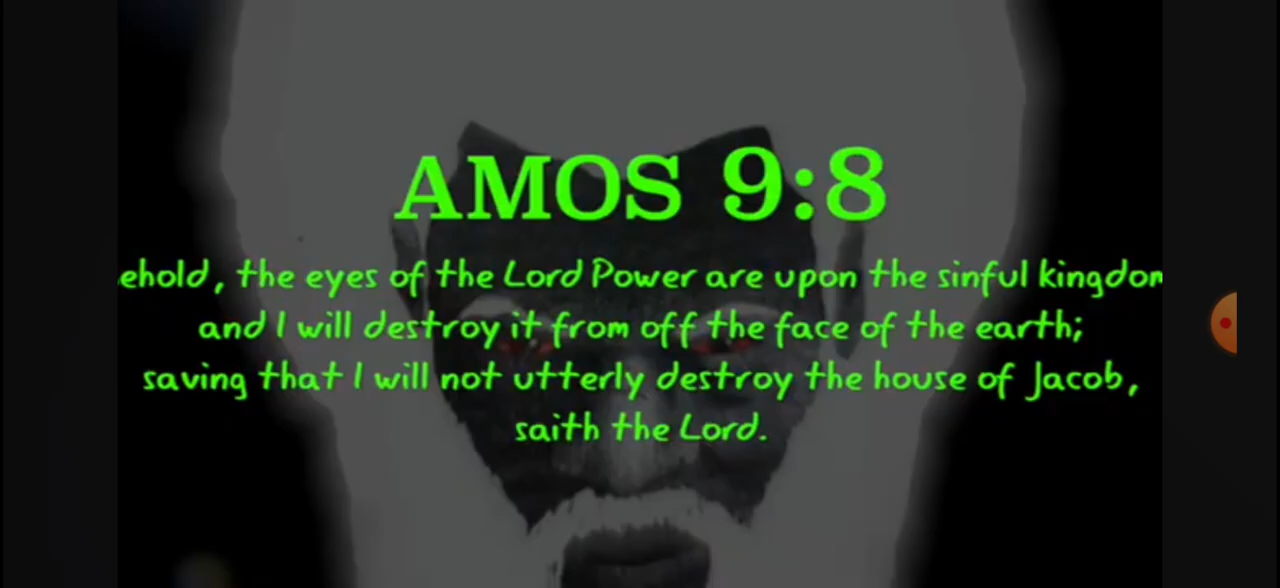 AMOS 9:8
ehold, the eyes of the Lord Power are upon the sinful kingdom
and I will destroy it from off the face of the earth;
saving that I will not utterly destroy the house of Jacob,
saith the Lord.